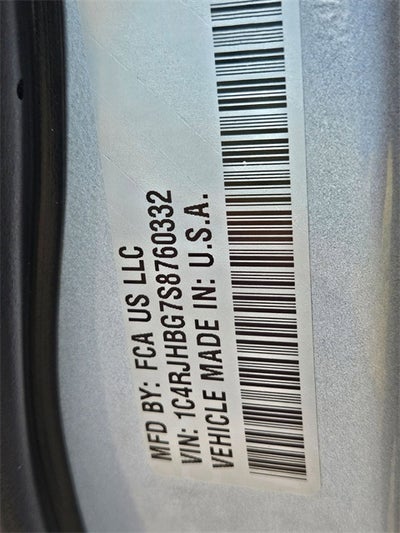 MFD BY: FCA US LLC
VIN: 1C4RJHBG7S8760332
VEHICLE MADE IN: U.S.A.